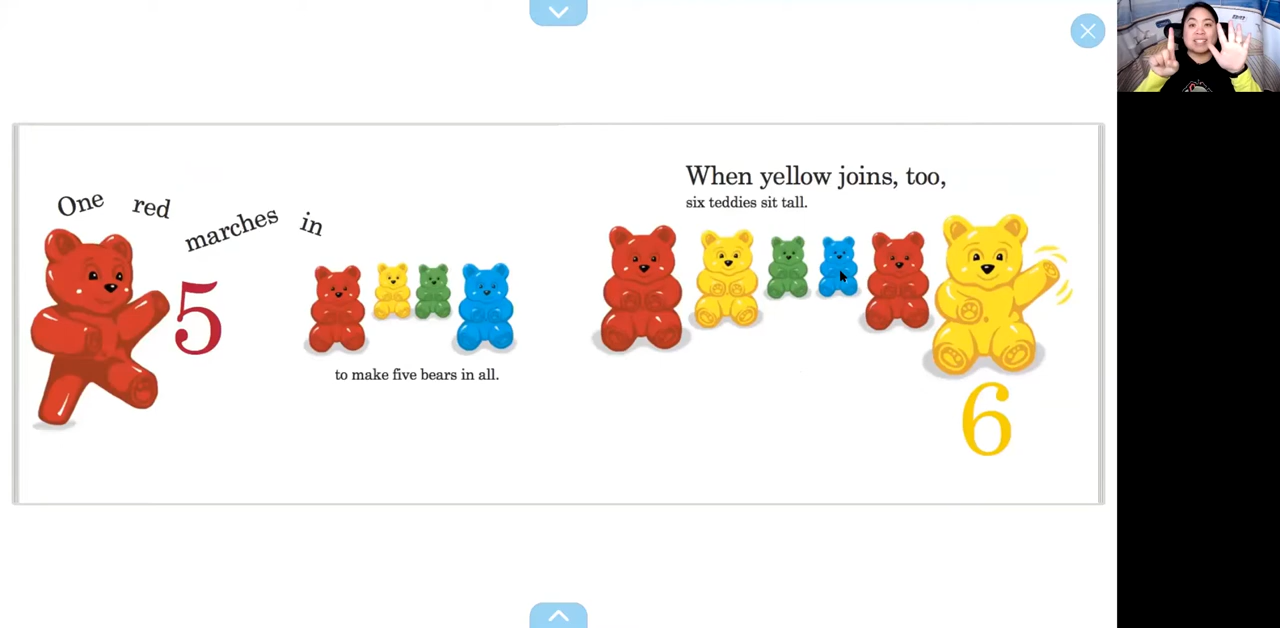 One red marches in
5
to make five bears in all.
When yellow joins, too,
six teddies sit tall.
6